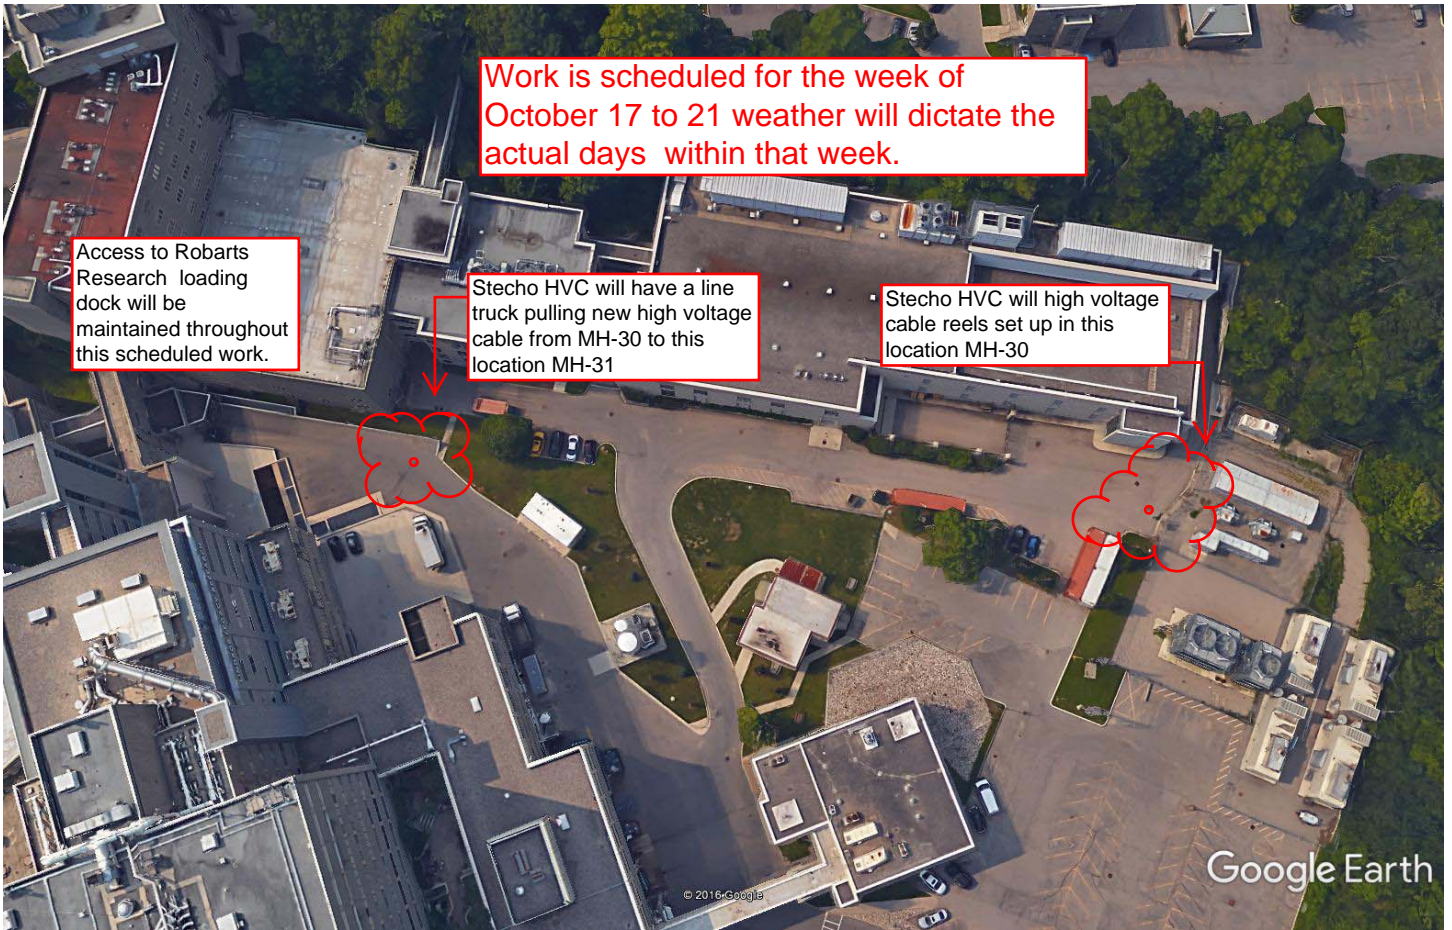 Work is scheduled for the week of
October 17 to 21 weather will dictate the
actual days  within that week.
Access to Robarts
Research  loading
dock will be
maintained throughout
this scheduled work.
Stecho HVC will have a line
truck pulling new high voltage
cable from MH-30 to this
location MH-31
Stecho HVC will high voltage
cable reels set up in this
location MH-30
© 2016 Google
Google Earth